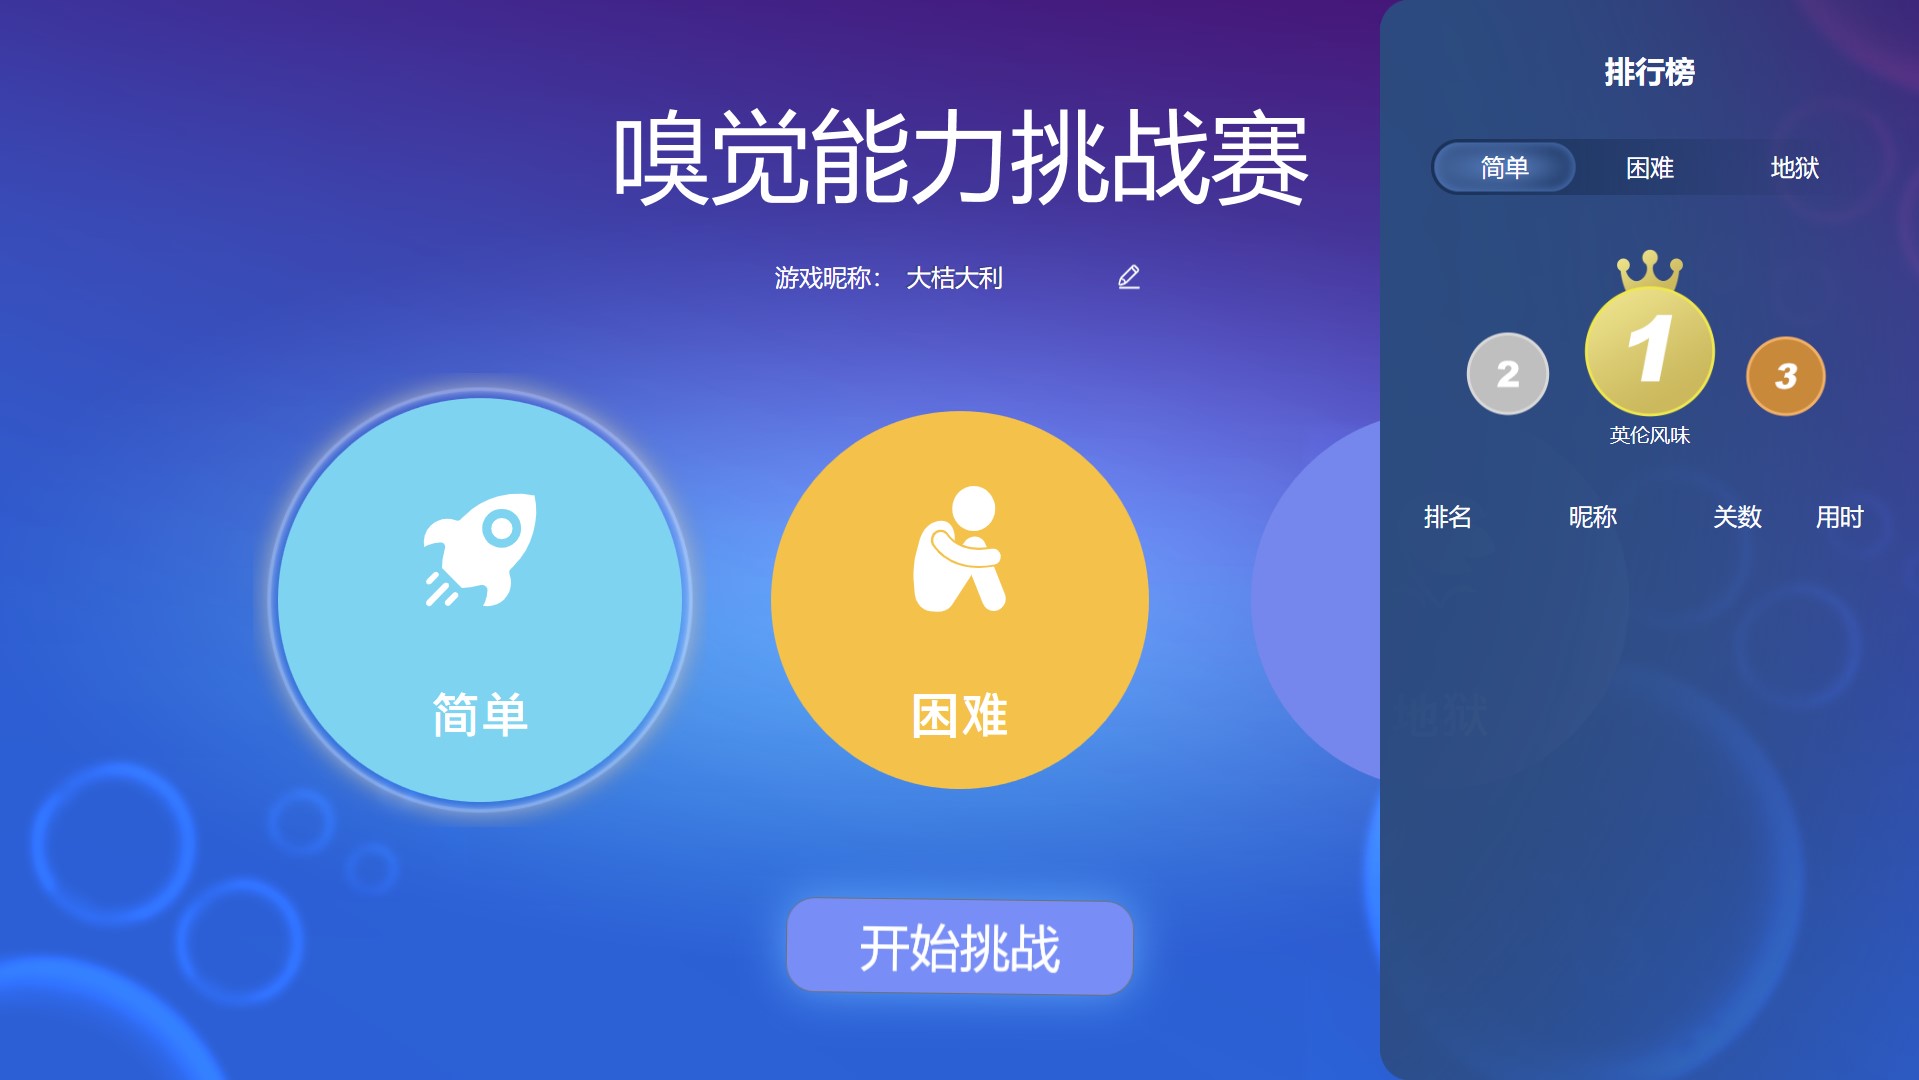 嗅觉能力挑战赛
游戏昵称： 大桔大利
简单
困难
地狱
开始挑战
排行榜
简单 困难 地狱
2 1 3
英伦风味
排名 昵称 关数 用时